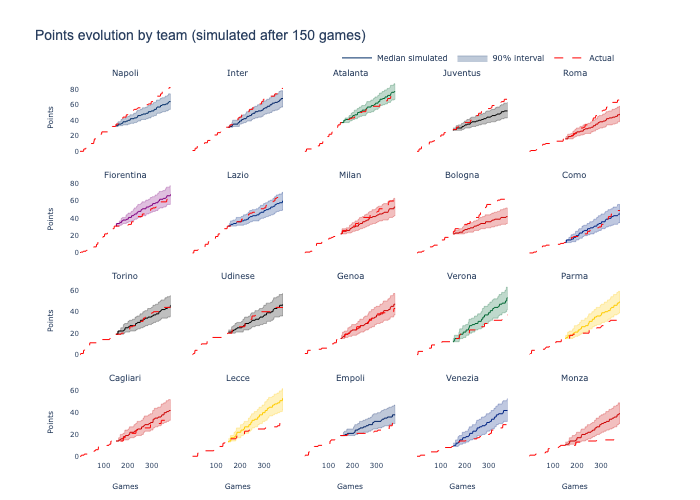 Points evolution by team (simulated after 150 games)
Median simulated 90% interval Actual
Napoli Inter Atalanta Juventus Roma
80
60
40
20
0
Points
Fiorentina Lazio Milan Bologna Como
80
60
40
20
0
Points
Torino Udinese Genoa Verona Parma
60
40
20
0
Points
Cagliari Lecce Empoli Venezia Monza
60
40
20
0
Points
100 200 300 100 200 300 100 200 300 100 200 300 100 200 300
Games Games Games Games Games